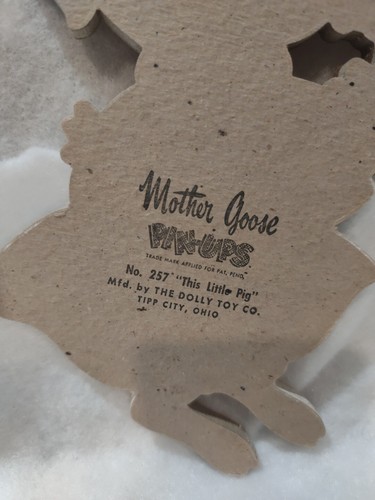 Mother Goose
PIN-UPS
TRADE MARK APPLIED FOR PAT. PEND.
No. 257 "This Little Pig"
Mfd. by THE DOLLY TOY CO.
TIPP CITY, OHIO